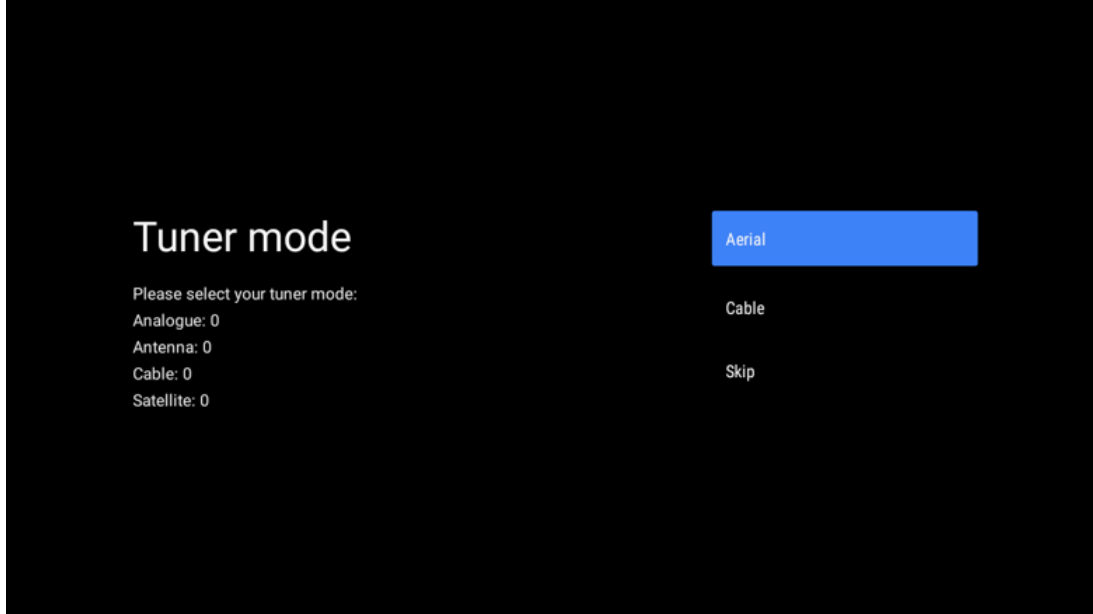 Tuner mode
Please select your tuner mode:
Analogue: 0
Antenna: 0
Cable: 0
Satellite: 0
Aerial
Cable
Skip